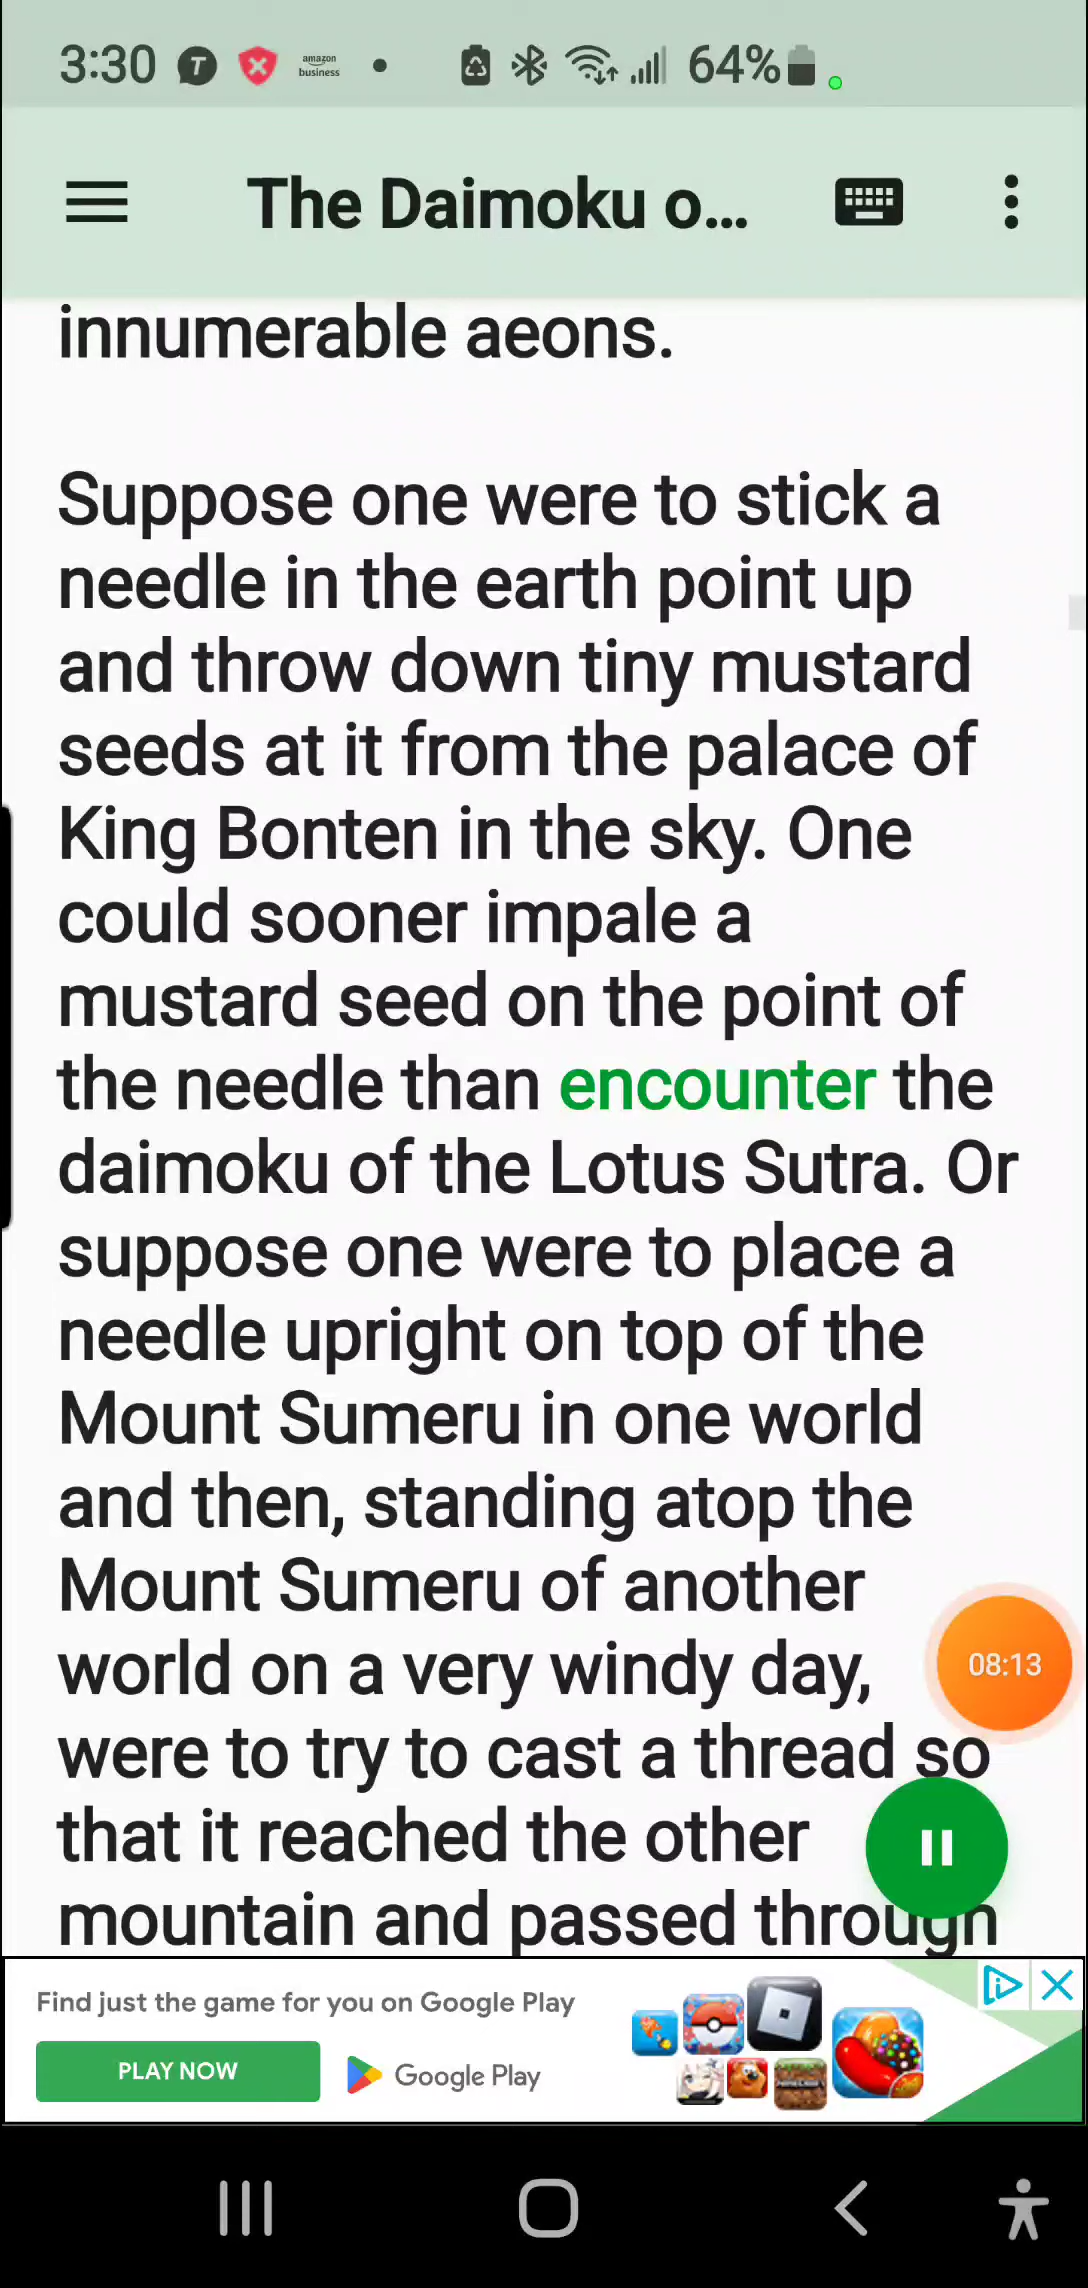 3:30 T amazon business 64%
The Daimoku o...
innumerable aeons.
Suppose one were to stick a
needle in the earth point up
and throw down tiny mustard
seeds at it from the palace of
King Bonten in the sky. One
could sooner impale a
mustard seed on the point of
the needle than encounter the
daimoku of the Lotus Sutra. Or
suppose one were to place a
needle upright on top of the
Mount Sumeru in one world
and then, standing atop the
Mount Sumeru of another
world on a very windy day,
08:13
were to try to cast a thread so
that it reached the other
mountain and passed through
Find just the game for you on Google Play
PLAY NOW
Google Play